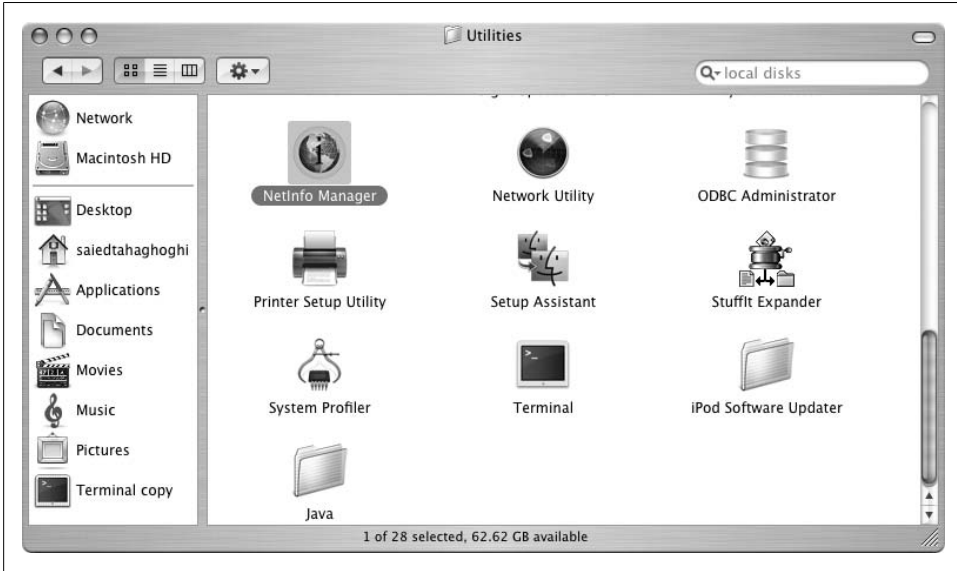 Utilities
local disks
Network
Macintosh HD
Desktop
saiedtahaghoghi
Applications
Documents
Movies
Music
Pictures
Terminal copy
NetInfo Manager
Network Utility
ODBC Administrator
Printer Setup Utility
Setup Assistant
StuffIt Expander
System Profiler
Terminal
iPod Software Updater
Java
1 of 28 selected, 62.62 GB available